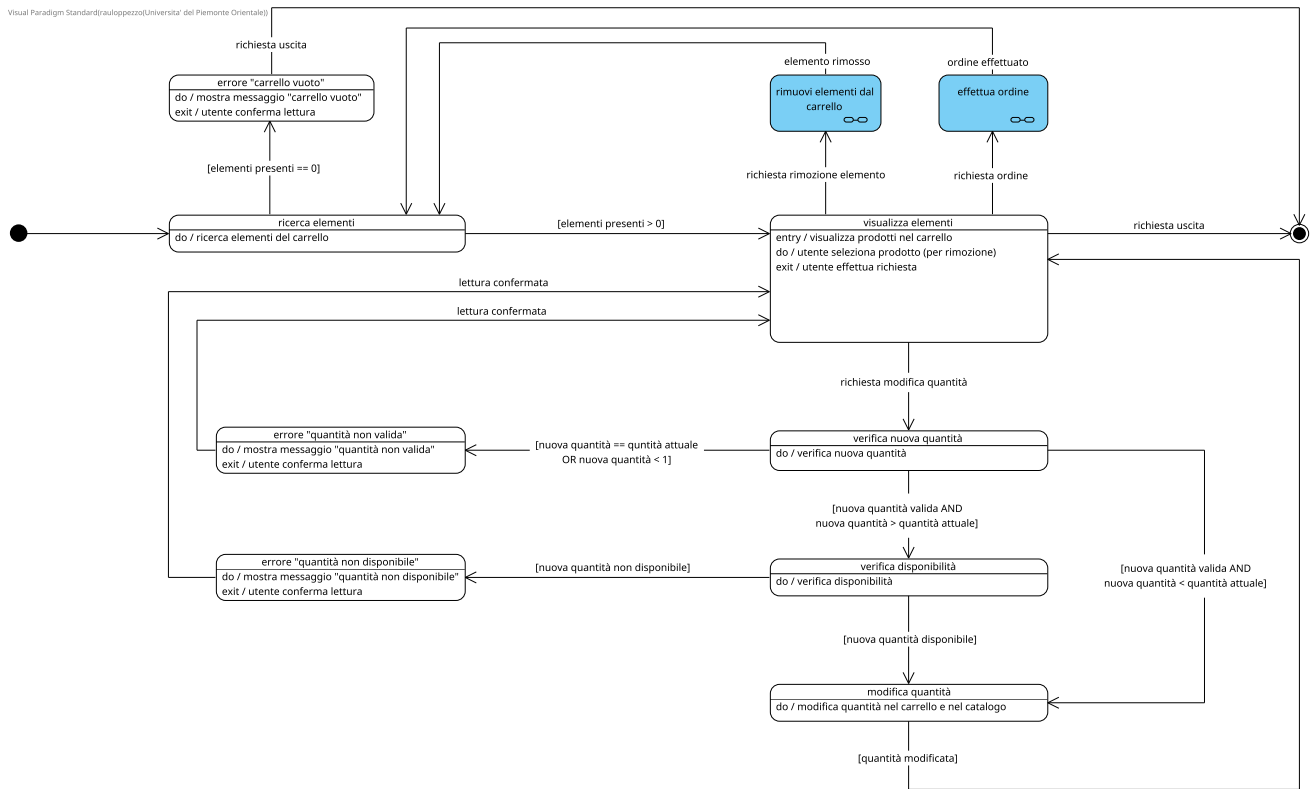 Visual Paradigm Standard(rauloppezzo(Universita' del Piemonte Orientale))
richiesta uscita
elemento rimosso
ordine effettuato
errore "carrello vuoto"
do / mostra messaggio "carrello vuoto"
exit / utente conferma lettura
rimuovi elementi dal
carrello
effettua ordine
[elementi presenti == 0]
richiesta rimozione elemento
richiesta ordine
ricerca elementi
do / ricerca elementi del carrello
[elementi presenti > 0]
visualizza elementi
entry / visualizza prodotti nel carrello
do / utente seleziona prodotto (per rimozione)
exit / utente effettua richiesta
richiesta uscita
lettura confermata
lettura confermata
richiesta modifica quantità
errore "quantità non valida"
do / mostra messaggio "quantità non valida"
exit / utente conferma lettura
[nuova quantità == quntità attuale
OR nuova quantità < 1]
verifica nuova quantità
do / verifica nuova quantità
[nuova quantità valida AND
nuova quantità > quantità attuale]
errore "quantità non disponibile"
do / mostra messaggio "quantità non disponibile"
exit / utente conferma lettura
[nuova quantità non disponibile]
verifica disponibilità
do / verifica disponibilità
[nuova quantità valida AND
nuova quantità < quantità attuale]
[nuova quantità disponibile]
modifica quantità
do / modifica quantità nel carrello e nel catalogo
[quantità modificata]